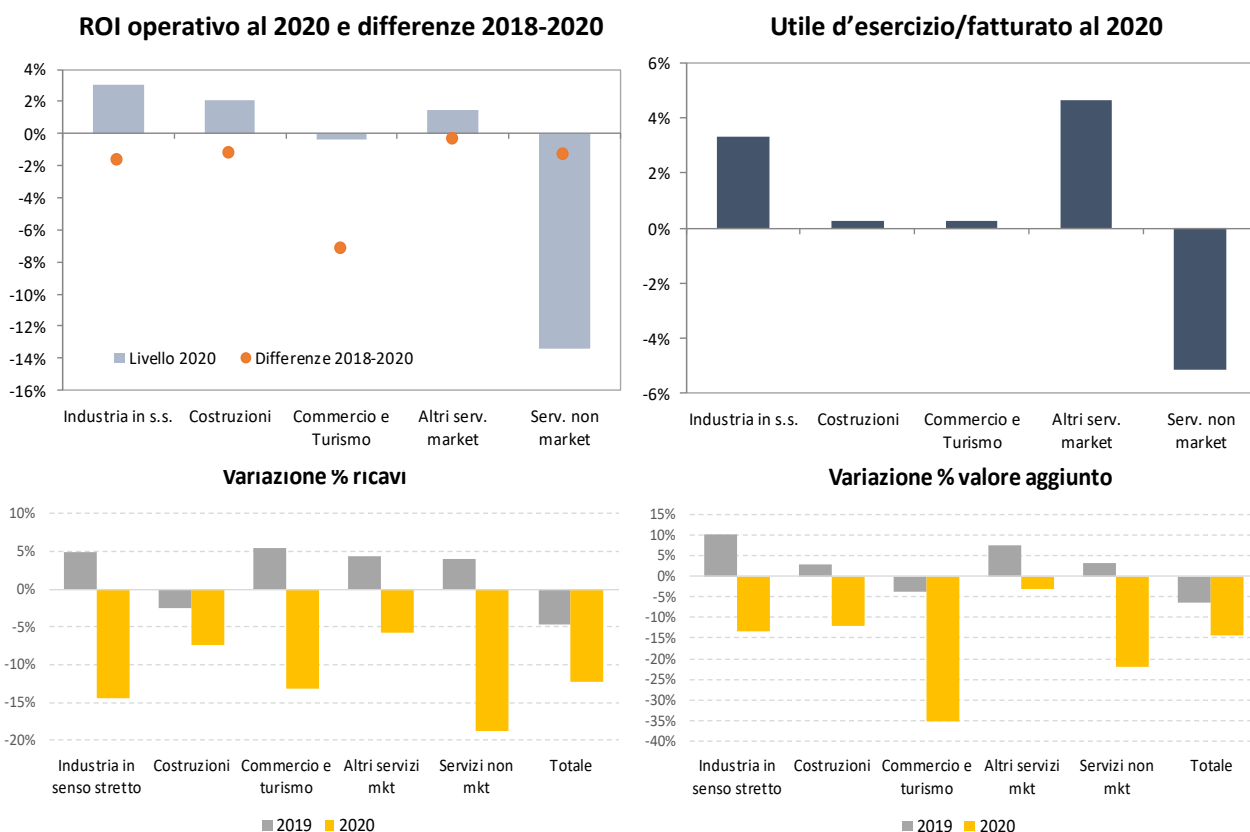 ROI operativo al 2020 e differenze 2018-2020
4%
2%
0%
-2%
-4%
-6%
-8%
-10%
-12%
-14%
-16%
Livello 2020
Differenze 2018-2020
Industria in s.s.
Costruzioni
Commercio e
Turismo
Altri serv.
market
Serv. non
market
Utile d’esercizio/fatturato al 2020
6%
4%
2%
0%
-2%
-4%
-6%
Industria in s.s.
Costruzioni
Commercio e
Turismo
Altri serv.
market
Serv. non
market
Variazione % ricavi
10%
5%
0%
-5%
-10%
-15%
-20%
Industria in
senso stretto
Costruzioni
Commercio e
turismo
Altri servizi
mkt
Servizi non
mkt
Totale
2019
2020
Variazione % valore aggiunto
15%
10%
5%
0%
-5%
-10%
-15%
-20%
-25%
-30%
-35%
-40%
Industria in
senso stretto
Costruzioni
Commercio e
turismo
Altri servizi
mkt
Servizi non
mkt
Totale
2019
2020